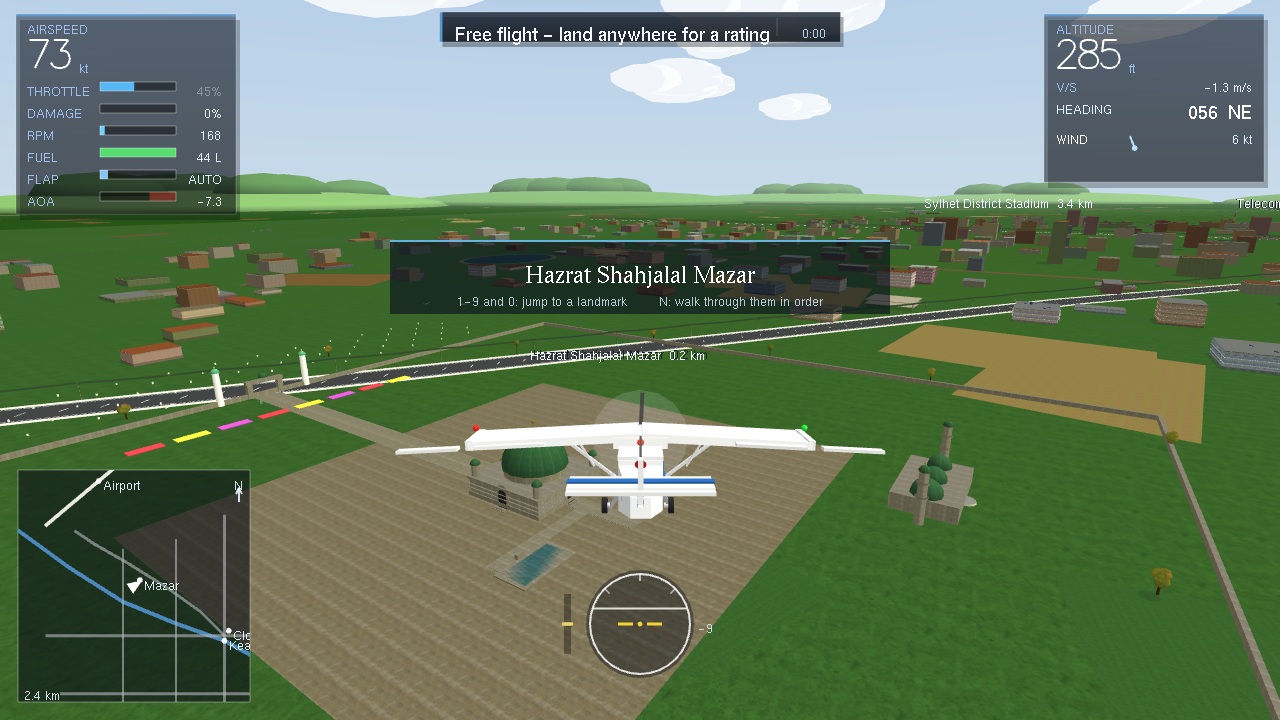 AIRSPEED
73 kt
THROTTLE 45%
DAMAGE 0%
RPM 168
FUEL 44 L
FLAP AUTO
AOA -7.3
Free flight – land anywhere for a rating 0:00
ALTITUDE
285 ft
V/S -1.3 m/s
HEADING 056 NE
WIND 6 kt
Sylhet District Stadium 3.4 km
Telecom
Hazrat Shahjalal Mazar
1–9 and 0: jump to a landmark N: walk through them in order
Hazrat Shahjalal Mazar 0.2 km
Airport
N
Mazar
Clo
Kea
2.4 km
-9